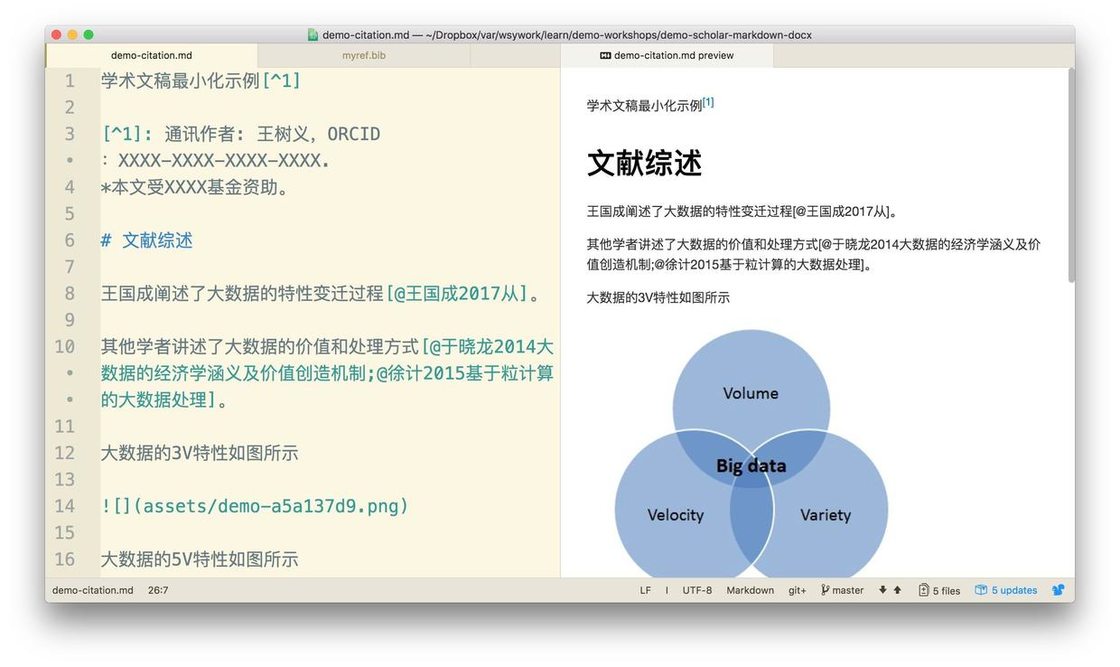 demo-citation.md — ~/Dropbox/var/wsywork/learn/demo-workshops/demo-scholar-markdown-docx
demo-citation.md
myref.bib
demo-citation.md preview
1 学术文稿最小化示例[^1]
2
3 [^1]: 通讯作者: 王树义, ORCID
• : XXXX-XXXX-XXXX-XXXX.
4 *本文受XXXX基金资助。
5
6 # 文献综述
7
8 王国成阐述了大数据的特性变迁过程[@王国成2017从]。
9
10 其他学者讲述了大数据的价值和处理方式[@于晓龙2014大
• 数据的经济学涵义及价值创造机制;@徐计2015基于粒计算
• 的大数据处理]。
11
12 大数据的3V特性如图所示
13
14 ![](assets/demo-a5a137d9.png)
15
16 大数据的5V特性如图所示
学术文稿最小化示例[1]
文献综述
王国成阐述了大数据的特性变迁过程[@王国成2017从]。
其他学者讲述了大数据的价值和处理方式[@于晓龙2014大数据的经济学涵义及价
值创造机制;@徐计2015基于粒计算的大数据处理]。
大数据的3V特性如图所示
Volume
Big data
Velocity
Variety
demo-citation.md 26:7
LF I UTF-8 Markdown git+ master 5 files 5 updates